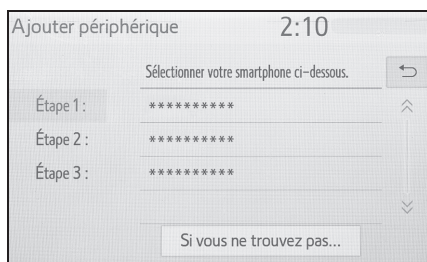 Ajouter périphérique 2:10
Sélectionner votre smartphone ci-dessous.
Étape 1 : **********
Étape 2 : **********
Étape 3 : **********
Si vous ne trouvez pas...